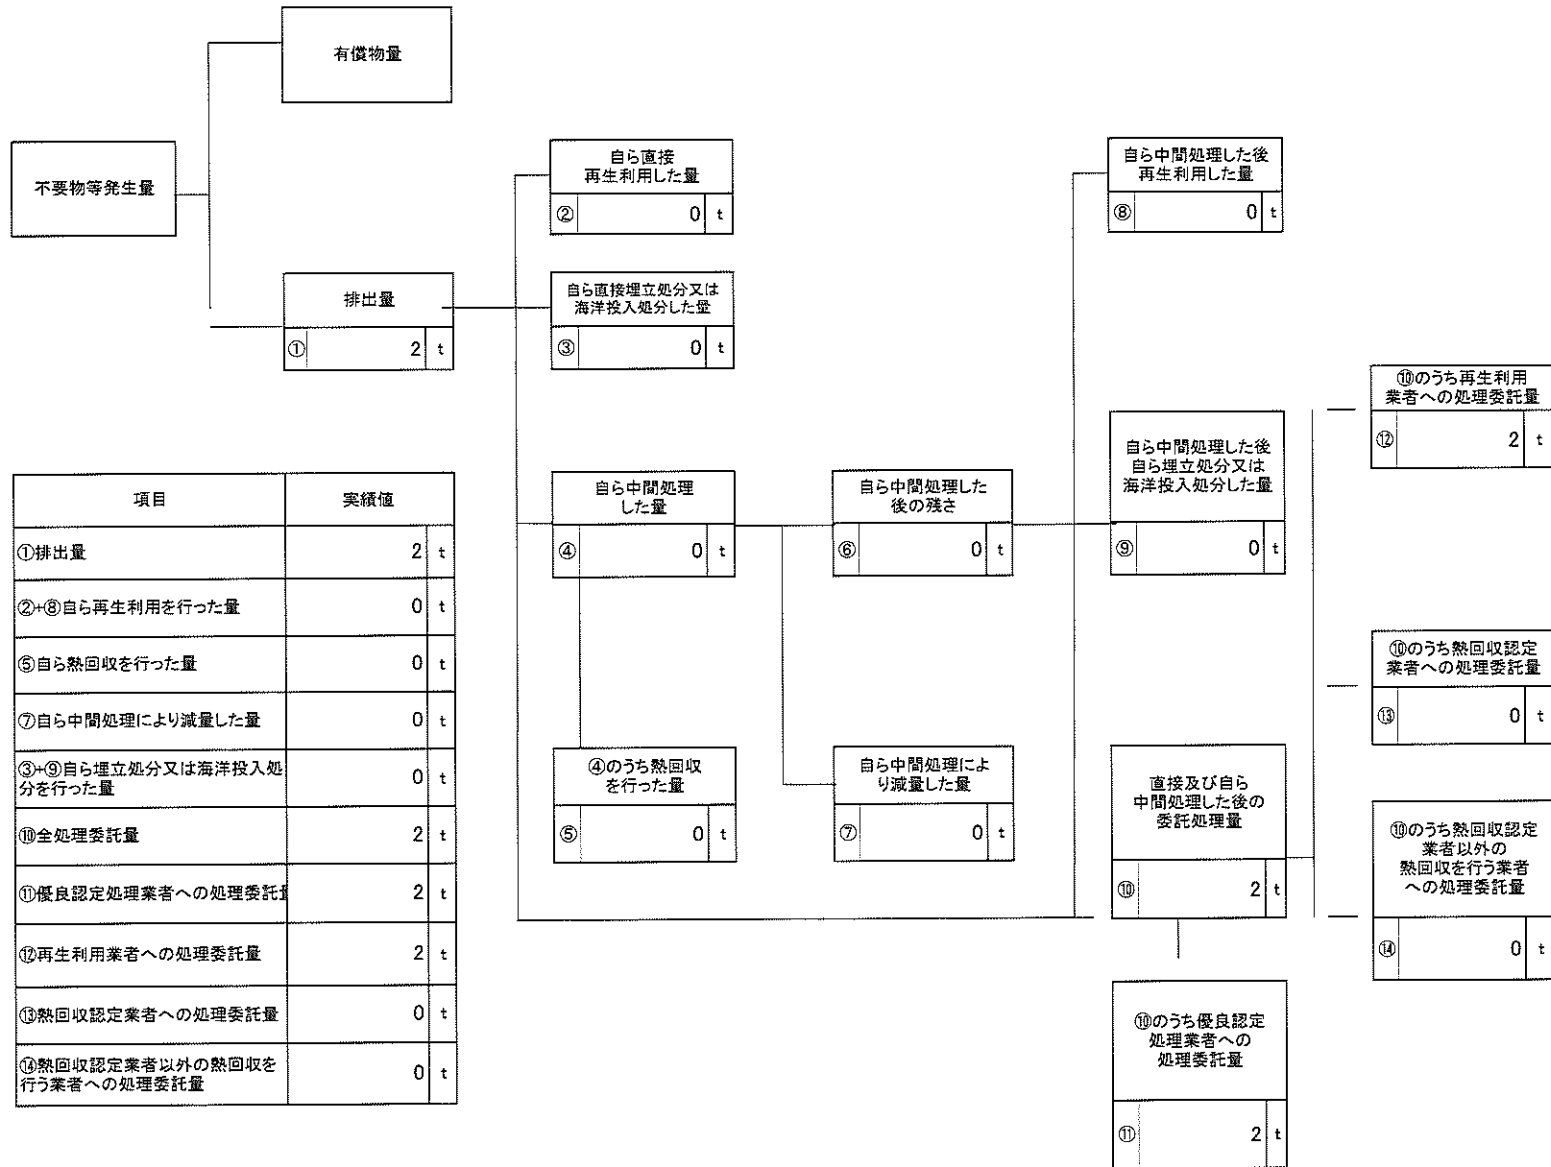 有償物量
不要物等発生量
排出量
① 2 t
自ら直接
再生利用した量
② 0 t
自ら直接埋立処分又は
海洋投入処分した量
③ 0 t
自ら中間処理
した量
④ 0 t
④のうち熱回収
を行った量
⑤ 0 t
自ら中間処理した
後の残さ
⑥ 0 t
自ら中間処理によ
り減量した量
⑦ 0 t
自ら中間処理した後
再生利用した量
⑧ 0 t
自ら中間処理した後
自ら埋立処分又は
海洋投入処分した量
⑨ 0 t
直接及び自ら
中間処理した後の
委託処理量
⑩ 2 t
⑩のうち優良認定
処理業者への
処理委託量
⑪ 2 t
⑩のうち再生利用
業者への処理委託量
⑫ 2 t
⑩のうち熱回収認定
業者への処理委託量
⑬ 0 t
⑩のうち熱回収認定
業者以外の
熱回収を行う業者
への処理委託量
⑭ 0 t
項目 実績値
①排出量 2 t
②+⑧自ら再生利用を行った量 0 t
⑤自ら熱回収を行った量 0 t
⑦自ら中間処理により減量した量 0 t
③+⑨自ら埋立処分又は海洋投入処
分を行った量 0 t
⑩全処理委託量 2 t
⑪優良認定処理業者への処理委託量 2 t
⑫再生利用業者への処理委託量 2 t
⑬熱回収認定業者への処理委託量 0 t
⑭熱回収認定業者以外の熱回収を
行う業者への処理委託量 0 t